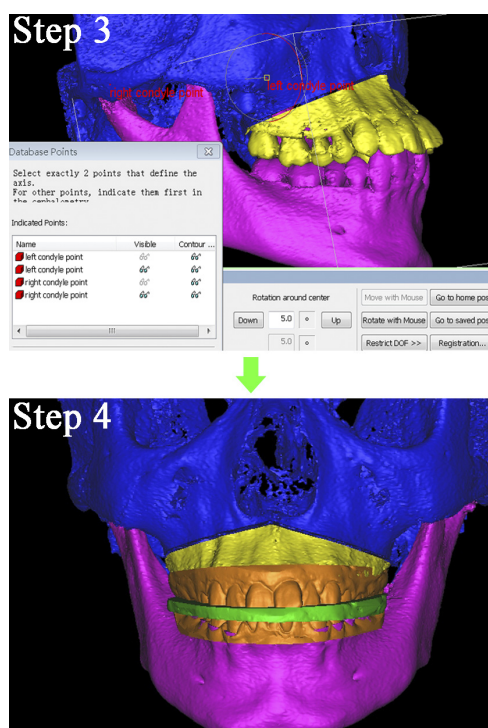 Step 3
right condyle point
left condyle point
Database Points
Select exactly 2 points that define the
axis.
For other points, indicate them first in
the cephalometry
Indicated Points:
Name Visible Contour ...
left condyle point
left condyle point
right condyle point
right condyle point
Rotation around center
Down 5.0 ° Up
5.0 °
Move with Mouse Go to home pos
Rotate with Mouse Go to saved pos
Restrict DOF >> Registration...
Step 4